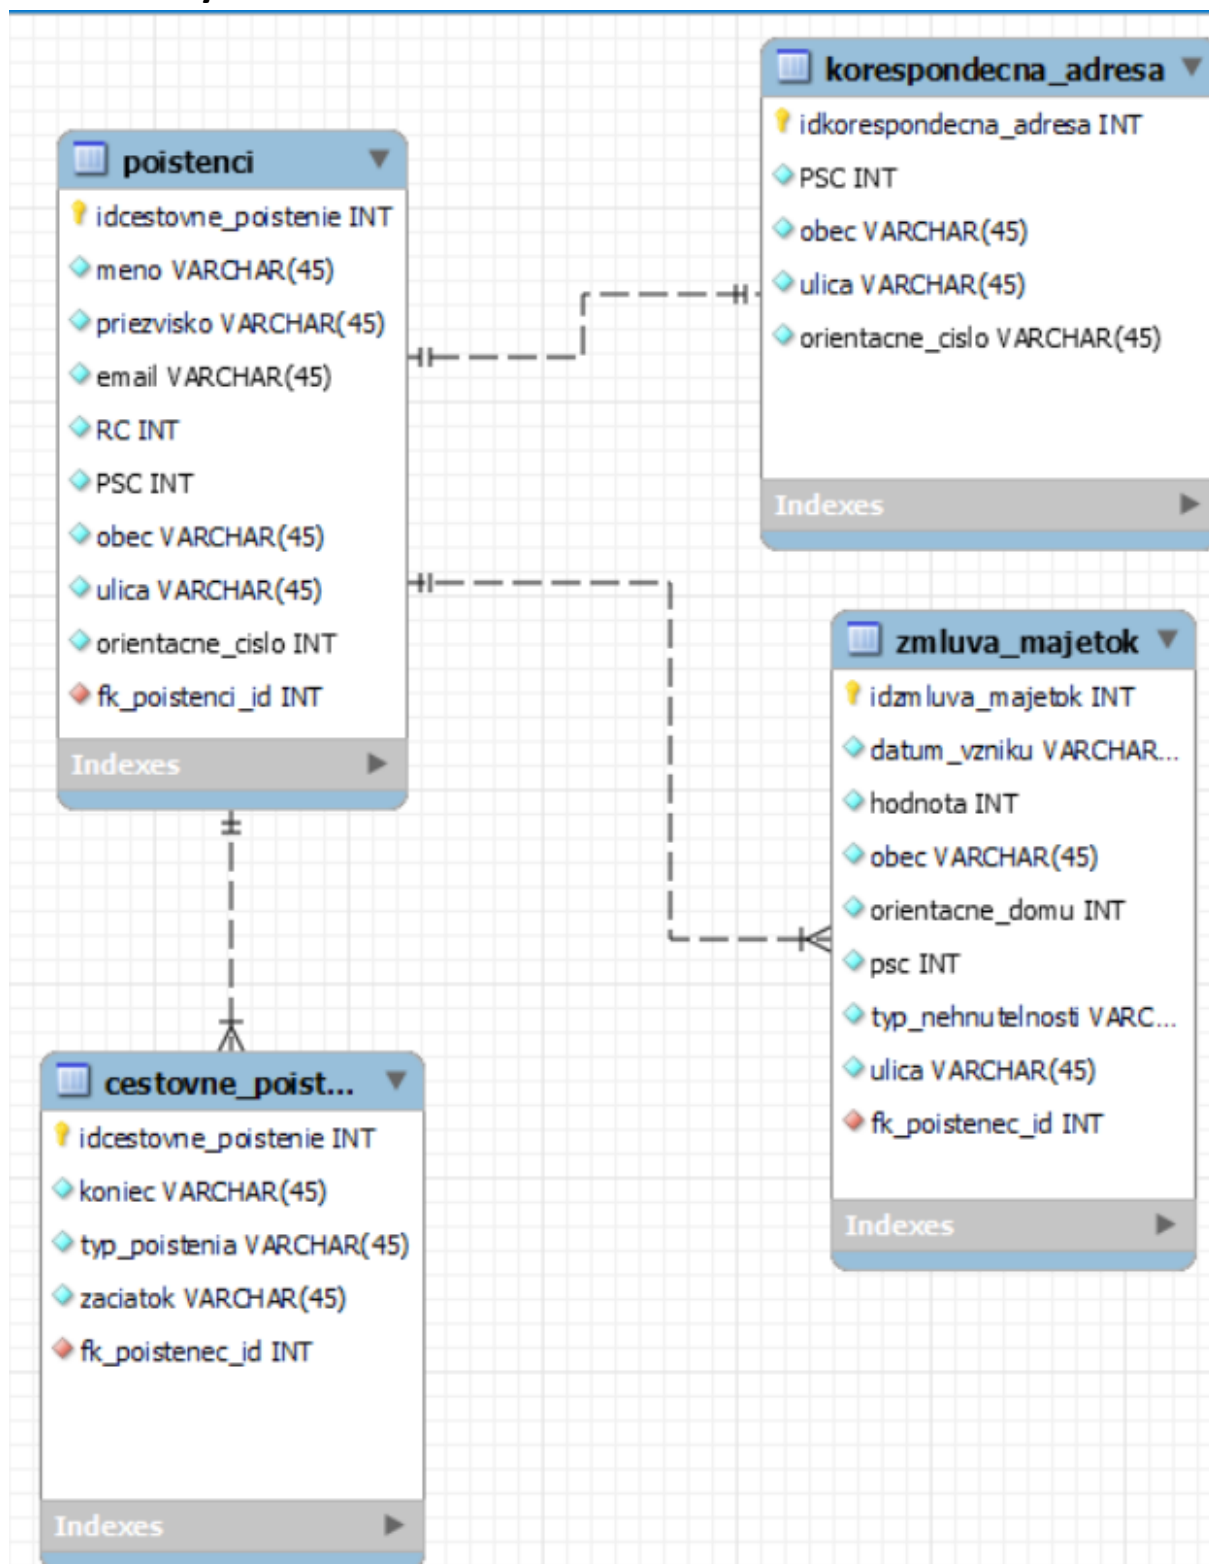 poistenci
idcestovne_poistenie INT
meno VARCHAR(45)
priezvisko VARCHAR(45)
email VARCHAR(45)
RC INT
PSC INT
obec VARCHAR(45)
ulica VARCHAR(45)
orientacne_cislo INT
fk_poistenci_id INT
Indexes
korespondecna_adresa
idkorespondecna_adresa INT
PSC INT
obec VARCHAR(45)
ulica VARCHAR(45)
orientacne_cislo VARCHAR(45)
Indexes
zmluva_majetok
idzmluva_majetok INT
datum_vzniku VARCHAR...
hodnota INT
obec VARCHAR(45)
orientacne_domu INT
psc INT
typ_nehnutelnosti VARC...
ulica VARCHAR(45)
fk_poistenec_id INT
Indexes
cestovne_poist...
idcestovne_poistenie INT
koniec VARCHAR(45)
typ_poistenia VARCHAR(45)
zaciatok VARCHAR(45)
fk_poistenec_id INT
Indexes